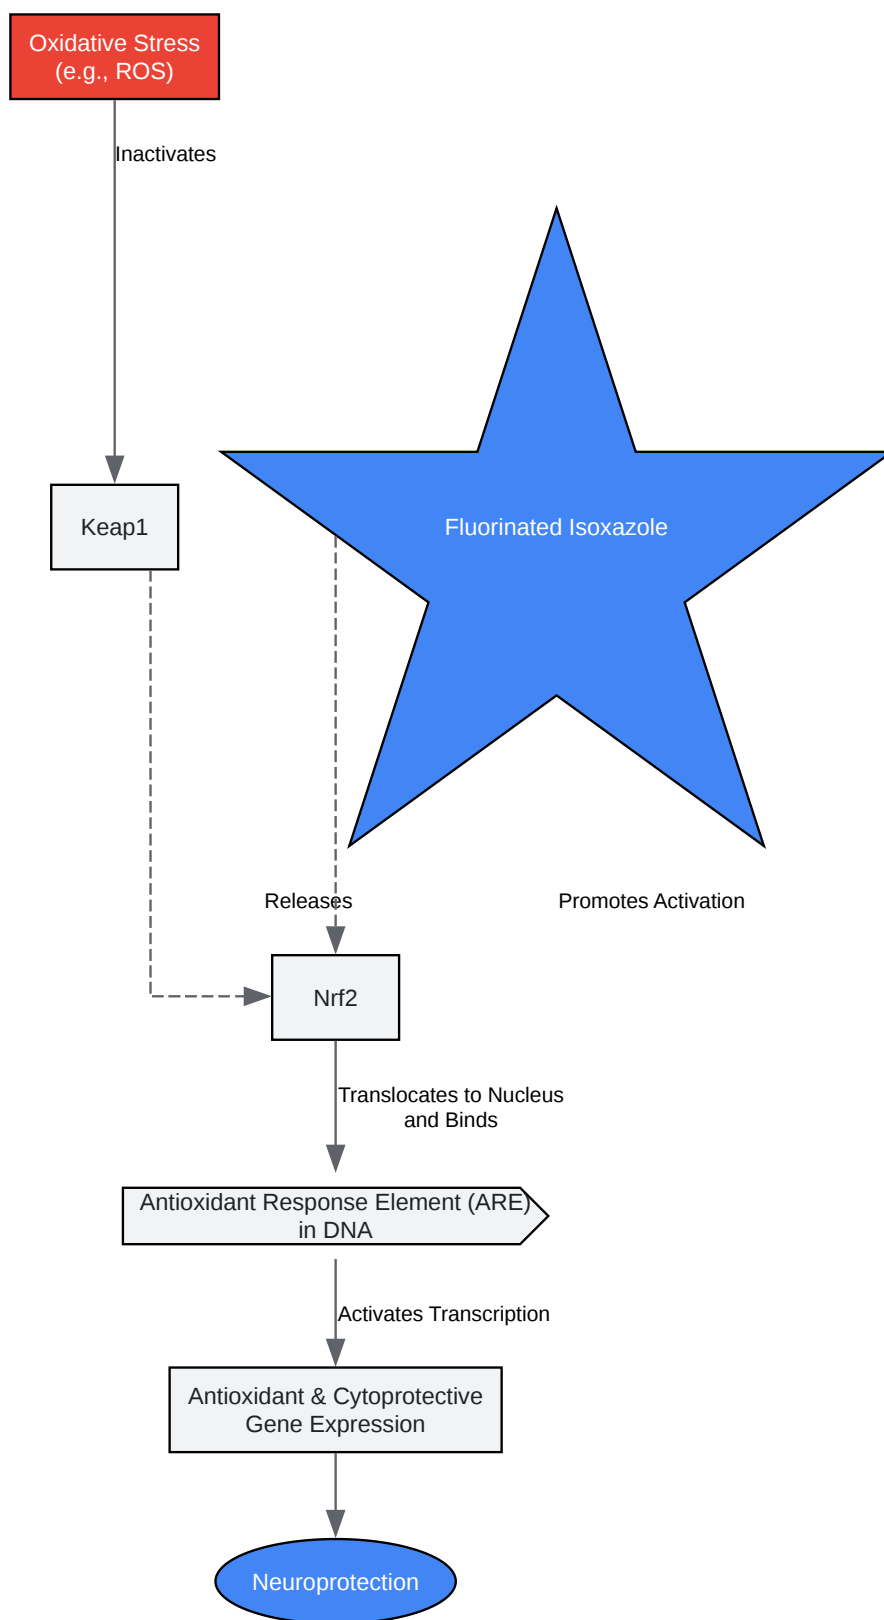 Oxidative Stress
(e.g., ROS)
Inactivates
Keap1
Fluorinated Isoxazole
Releases
Promotes Activation
Nrf2
Translocates to Nucleus
and Binds
Antioxidant Response Element (ARE)
in DNA
Activates Transcription
Antioxidant & Cytoprotective
Gene Expression
Neuroprotection